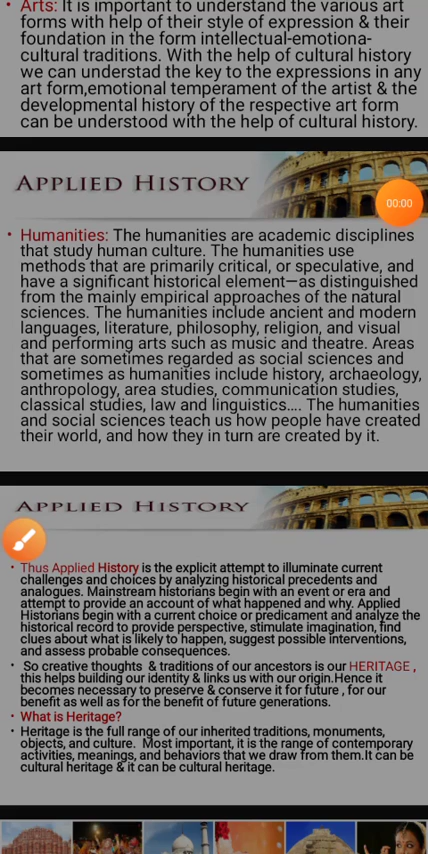 • Arts: It is important to understand the various art
forms with help of their style of expression & their
foundation in the form intellectual-emotiona-
cultural traditions. With the help of cultural history
we can understad the key to the expressions in any
art form,emotional temperament of the artist & the
developmental history of the respective art form
can be understood with the help of cultural history.
APPLIED HISTORY
00:00
• Humanities: The humanities are academic disciplines
that study human culture. The humanities use
methods that are primarily critical, or speculative, and
have a significant historical element—as distinguished
from the mainly empirical approaches of the natural
sciences. The humanities include ancient and modern
languages, literature, philosophy, religion, and visual
and performing arts such as music and theatre. Areas
that are sometimes regarded as social sciences and
sometimes as humanities include history, archaeology,
anthropology, area studies, communication studies,
classical studies, law and linguistics.... The humanities
and social sciences teach us how people have created
their world, and how they in turn are created by it.
APPLIED HISTORY
• Thus Applied History is the explicit attempt to illuminate current
challenges and choices by analyzing historical precedents and
analogues. Mainstream historians begin with an event or era and
attempt to provide an account of what happened and why. Applied
Historians begin with a current choice or predicament and analyze the
historical record to provide perspective, stimulate imagination, find
clues about what is likely to happen, suggest possible interventions,
and assess probable consequences.
• So creative thoughts & traditions of our ancestors is our HERITAGE ,
this helps building our identity & links us with our origin.Hence it
becomes necessary to preserve & conserve it for future , for our
benefit as well as for the benefit of future generations.
• What is Heritage?
• Heritage is the full range of our inherited traditions, monuments,
objects, and culture. Most important, it is the range of contemporary
activities, meanings, and behaviors that we draw from them.It can be
cultural heritage & it can be cultural heritage.